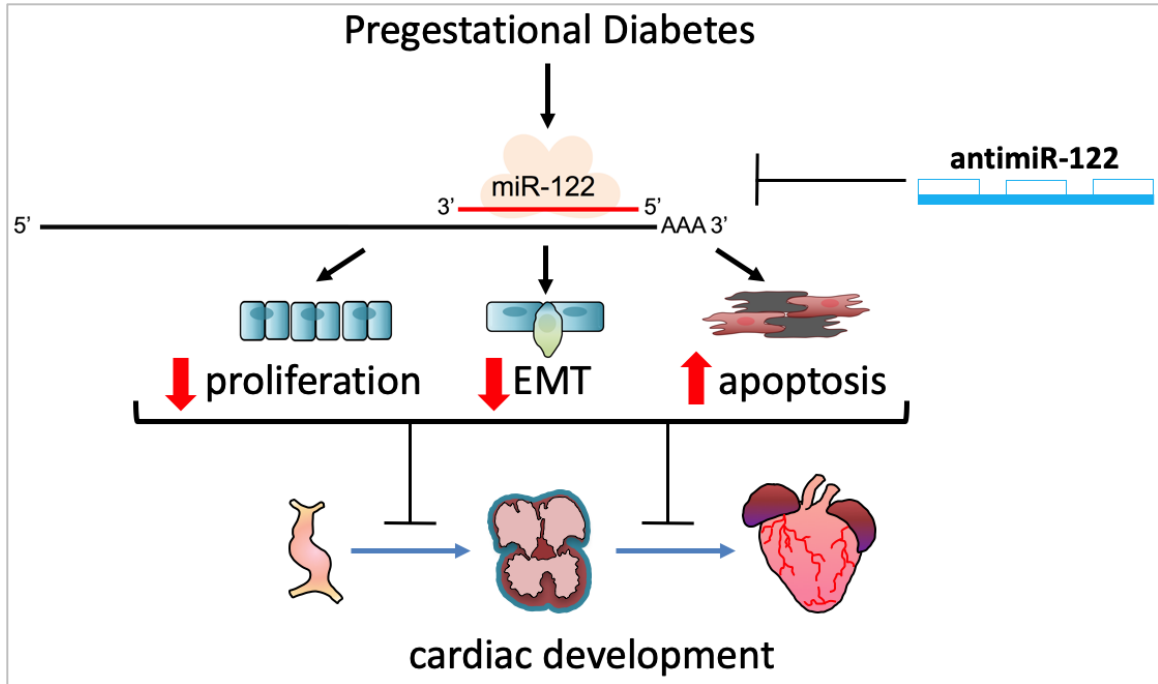 Pregestational Diabetes
antimiR-122
miR-122
3’ 5’
5’ AAA 3’
proliferation EMT apoptosis
cardiac development